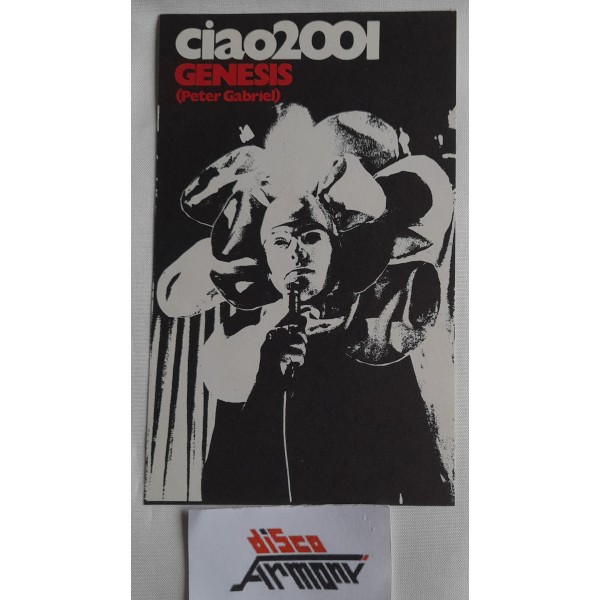 ciao2001
GENESIS
(Peter Gabriel)
disco
Armony